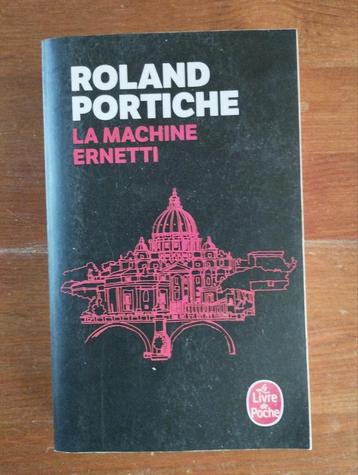 ROLAND
PORTICHE
LA MACHINE
ERNETTI
Le
Livre
de
Poche